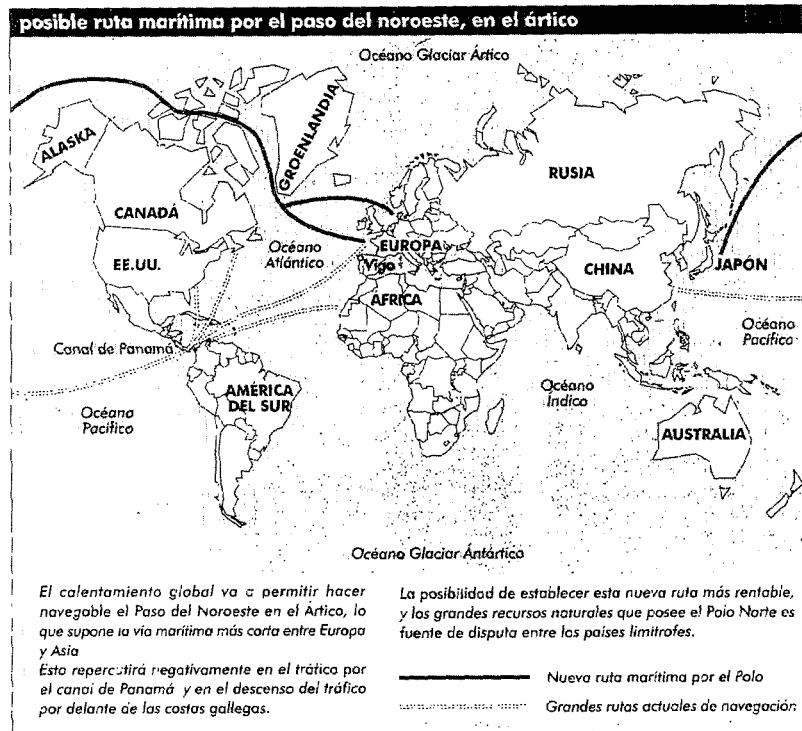 posible ruta marítima por el paso del noroeste, en el ártico
Océano Glaciar Ártico
ALASKA
GROENLANDIA
RUSIA
CANADÁ
EE.UU.
Océano
Atlántico
EUROPA
Vigo
CHINA
JAPÓN
ÁFRICA
Canal de Panamá
Océano
Pacífico
AMÉRICA
DEL SUR
Océano
Pacífico
Océano
Índico
AUSTRALIA
Océano Glaciar Ántártico
El calentamiento global va a permitir hacer
navegable el Paso del Noroeste en el Ártico, lo
que supone la vía marítima más corta entre Europa
y Asia
Esto repercutirá negativamente en el tráfico por
el canal de Panamá y en el descenso del tráfico
por delante de las costas gallegas.
La posibilidad de establecer esta nueva ruta más rentable,
y los grandes recursos naturales que posee el Polo Norte es
fuente de disputa entre los países limítrofes.
Nueva ruta marítima por el Polo
Grandes rutas actuales de navegación